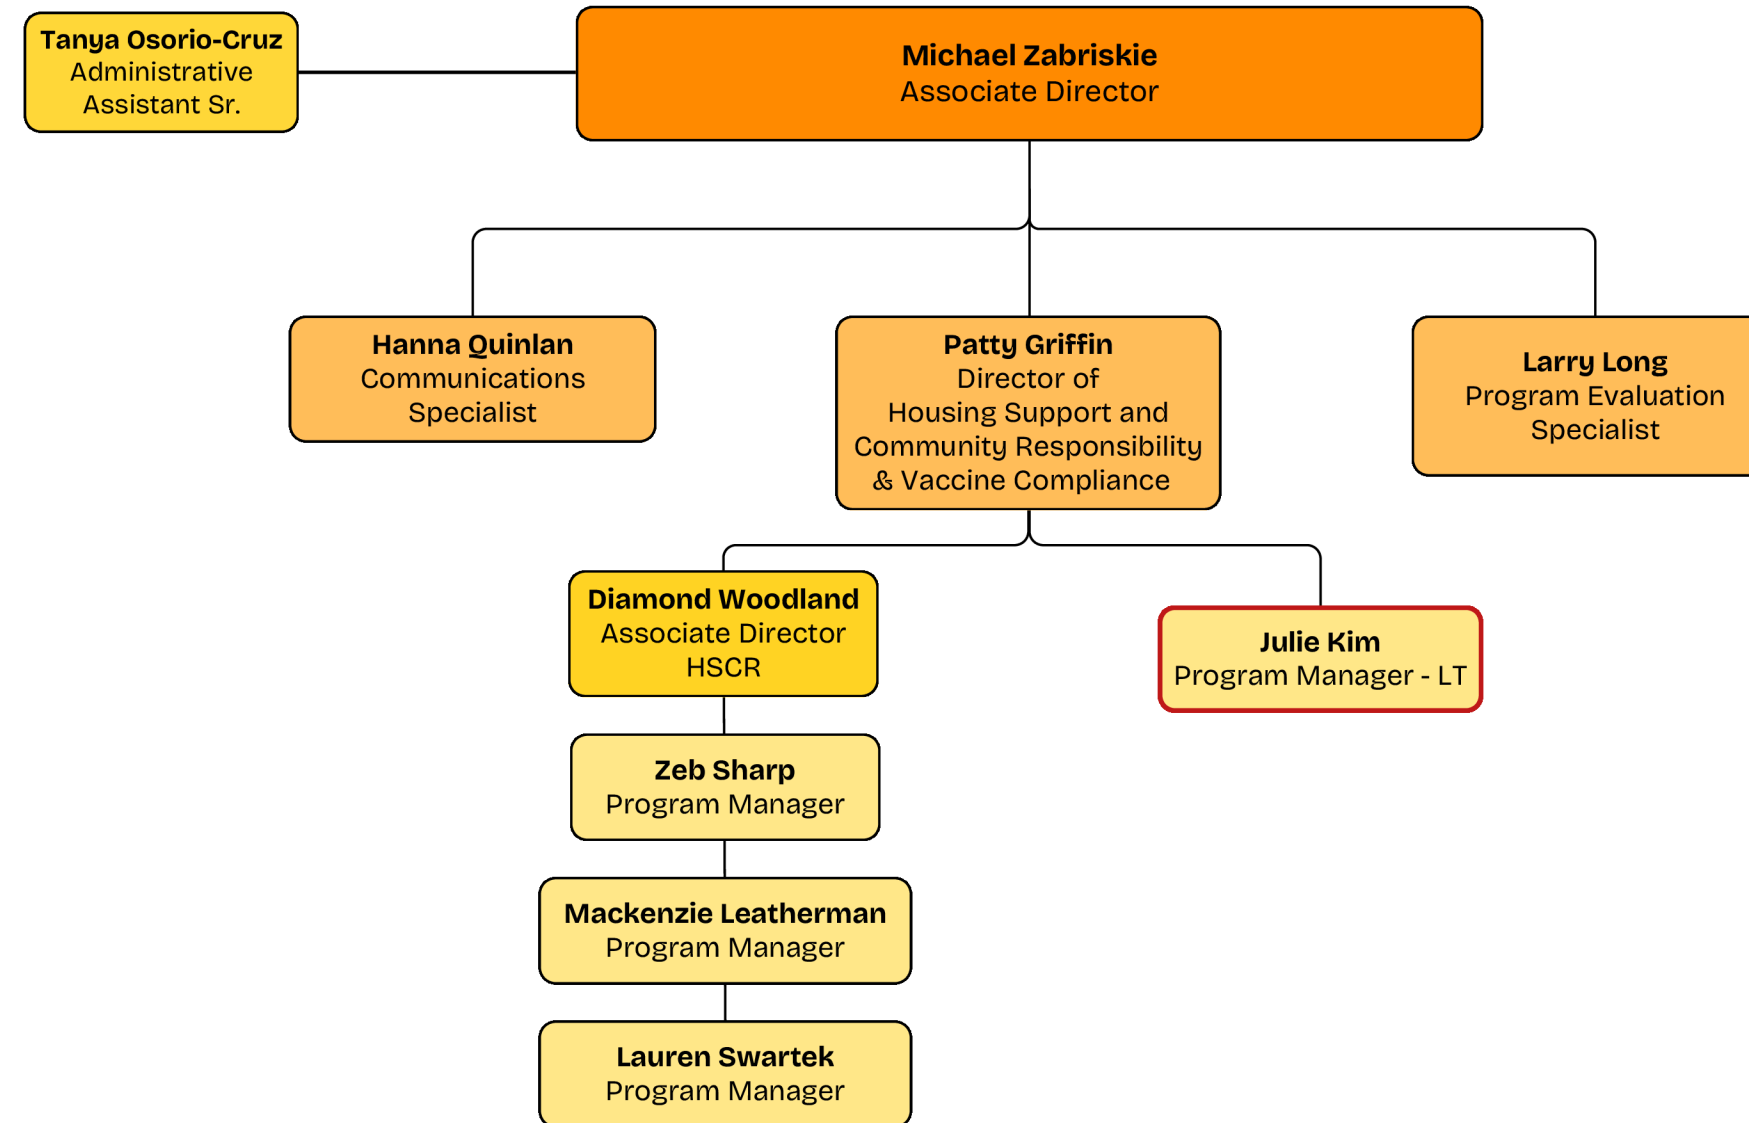 Tanya Osorio-Cruz
Administrative
Assistant Sr.
Michael Zabriskie
Associate Director
Hanna Quinlan
Communications
Specialist
Patty Griffin
Director of
Housing Support and
Community Responsibility
& Vaccine Compliance
Larry Long
Program Evaluation
Specialist
Diamond Woodland
Associate Director
HSCR
Julie Kim
Program Manager - LT
Zeb Sharp
Program Manager
Mackenzie Leatherman
Program Manager
Lauren Swartek
Program Manager